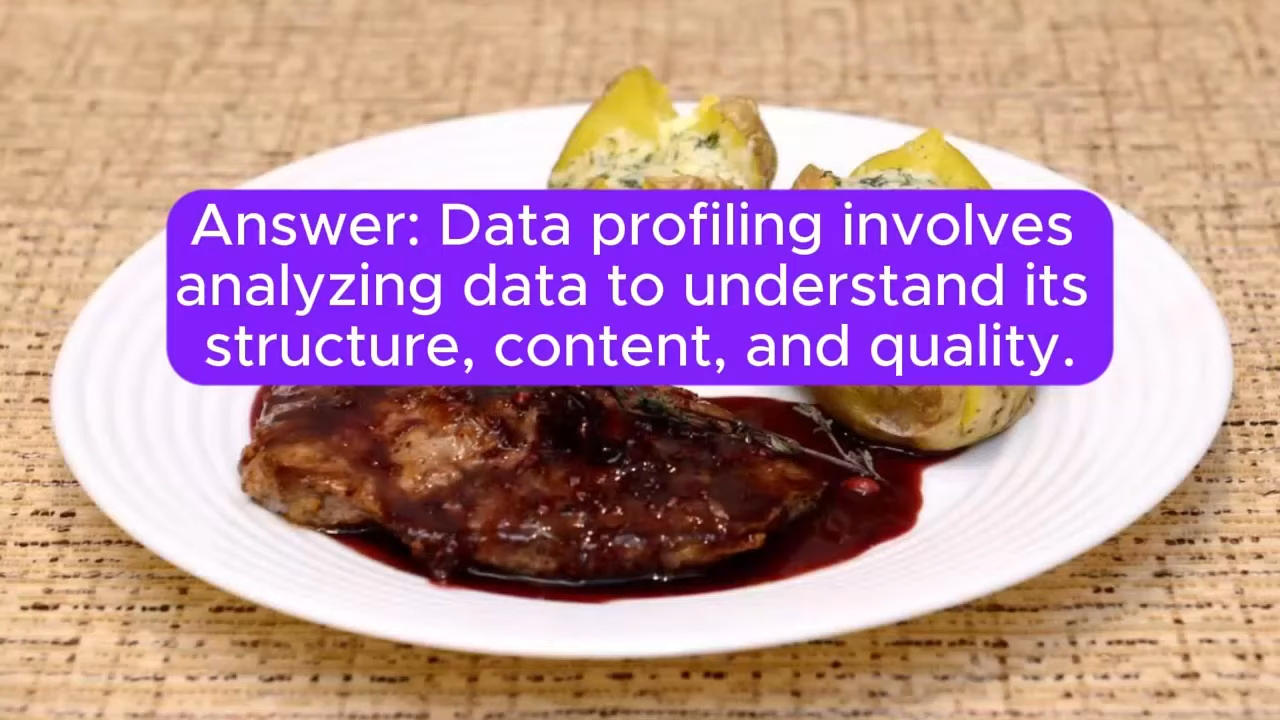 Answer: Data profiling involves
analyzing data to understand its
structure, content, and quality.